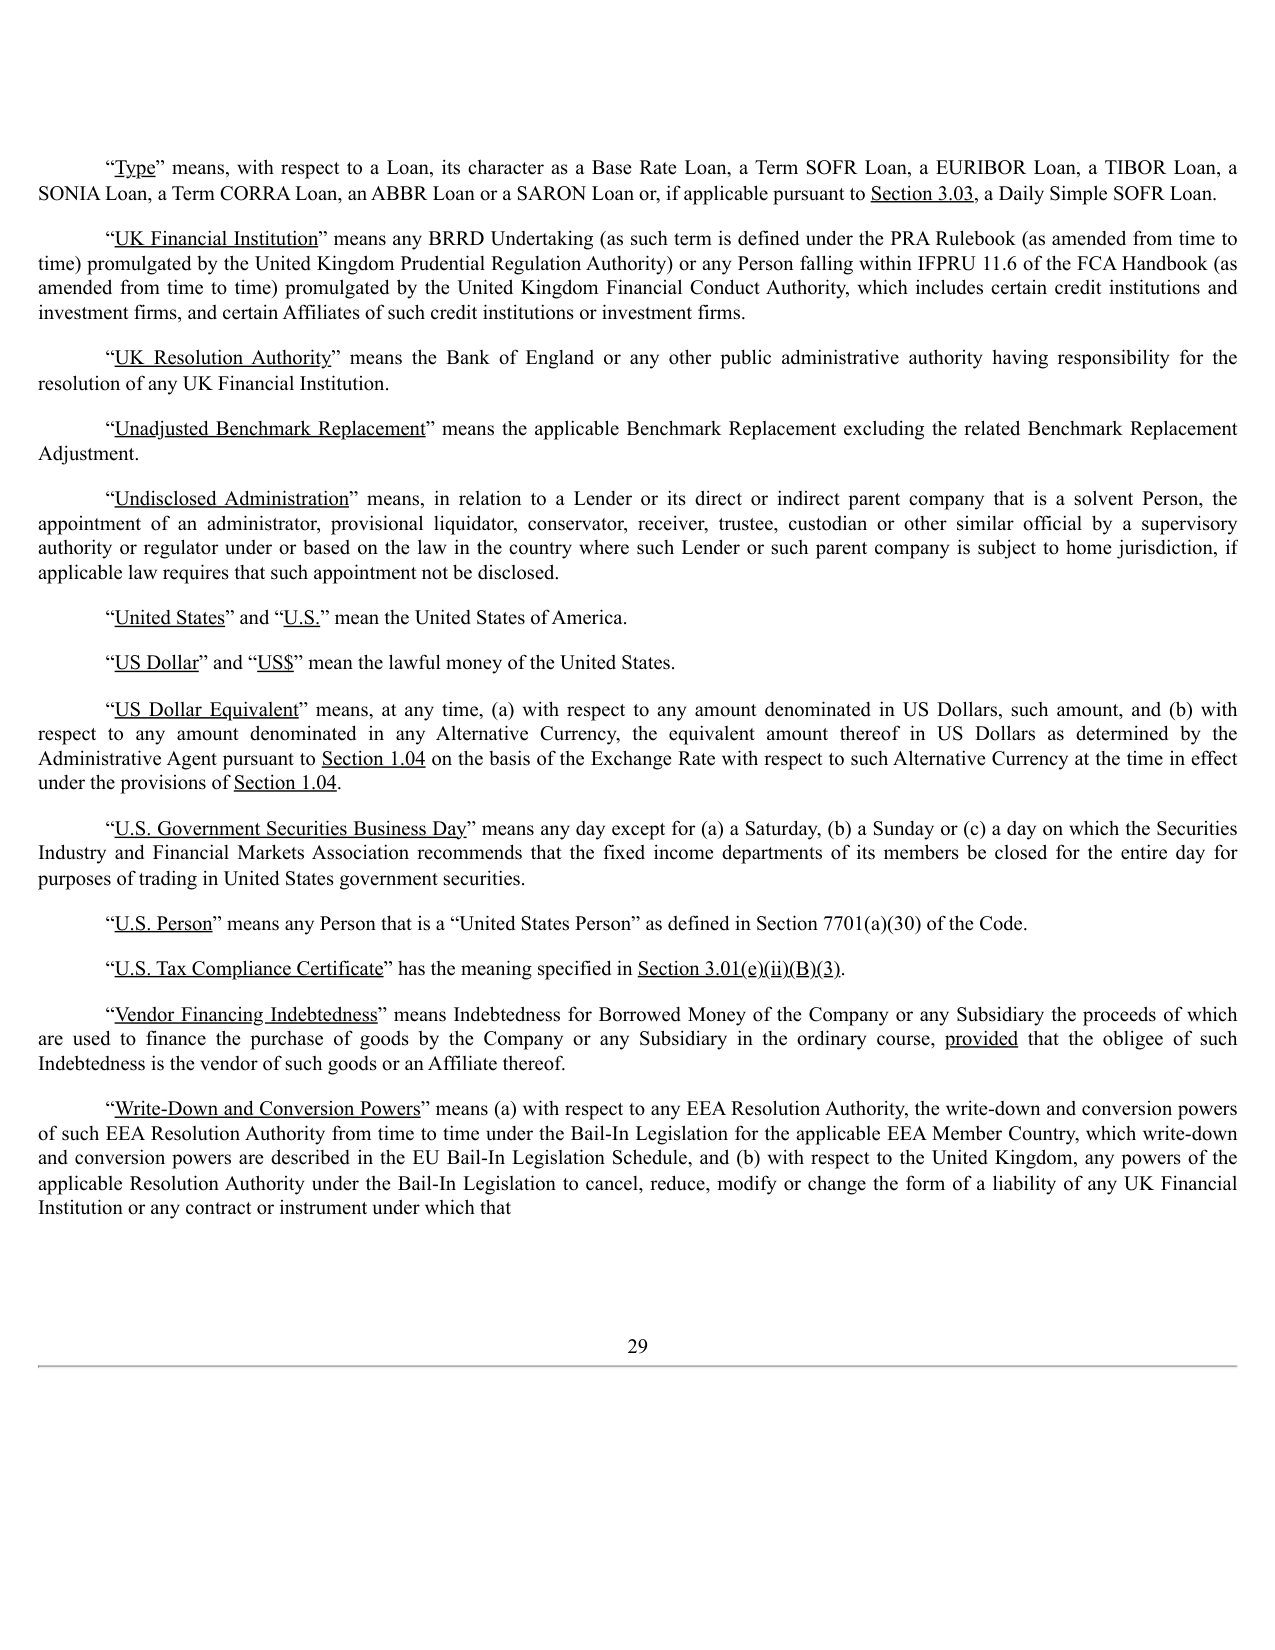 “Type” means, with respect to a Loan, its character as a Base Rate Loan, a Term SOFR Loan, a EURIBOR Loan, a TIBOR Loan, a
SONIA Loan, a Term CORRA Loan, an ABBR Loan or a SARON Loan or, if applicable pursuant to Section 3.03, a Daily Simple SOFR Loan.
“UK Financial Institution” means any BRRD Undertaking (as such term is defined under the PRA Rulebook (as amended from time to
time) promulgated by the United Kingdom Prudential Regulation Authority) or any Person falling within IFPRU 11.6 of the FCA Handbook (as
amended from time to time) promulgated by the United Kingdom Financial Conduct Authority, which includes certain credit institutions and
investment firms, and certain Affiliates of such credit institutions or investment firms.
“UK Resolution Authority” means the Bank of England or any other public administrative authority having responsibility for the
resolution of any UK Financial Institution.
“Unadjusted Benchmark Replacement” means the applicable Benchmark Replacement excluding the related Benchmark Replacement
Adjustment.
“Undisclosed Administration” means, in relation to a Lender or its direct or indirect parent company that is a solvent Person, the
appointment of an administrator, provisional liquidator, conservator, receiver, trustee, custodian or other similar official by a supervisory
authority or regulator under or based on the law in the country where such Lender or such parent company is subject to home jurisdiction, if
applicable law requires that such appointment not be disclosed.
“United States” and “U.S.” mean the United States of America.
“US Dollar” and “US$” mean the lawful money of the United States.
“US Dollar Equivalent” means, at any time, (a) with respect to any amount denominated in US Dollars, such amount, and (b) with
respect to any amount denominated in any Alternative Currency, the equivalent amount thereof in US Dollars as determined by the
Administrative Agent pursuant to Section 1.04 on the basis of the Exchange Rate with respect to such Alternative Currency at the time in effect
under the provisions of Section 1.04.
“U.S. Government Securities Business Day” means any day except for (a) a Saturday, (b) a Sunday or (c) a day on which the Securities
Industry and Financial Markets Association recommends that the fixed income departments of its members be closed for the entire day for
purposes of trading in United States government securities.
“U.S. Person” means any Person that is a “United States Person” as defined in Section 7701(a)(30) of the Code.
“U.S. Tax Compliance Certificate” has the meaning specified in Section 3.01(e)(ii)(B)(3).
“Vendor Financing Indebtedness” means Indebtedness for Borrowed Money of the Company or any Subsidiary the proceeds of which
are used to finance the purchase of goods by the Company or any Subsidiary in the ordinary course, provided that the obligee of such
Indebtedness is the vendor of such goods or an Affiliate thereof.
“Write-Down and Conversion Powers” means (a) with respect to any EEA Resolution Authority, the write-down and conversion powers
of such EEA Resolution Authority from time to time under the Bail-In Legislation for the applicable EEA Member Country, which write-down
and conversion powers are described in the EU Bail-In Legislation Schedule, and (b) with respect to the United Kingdom, any powers of the
applicable Resolution Authority under the Bail-In Legislation to cancel, reduce, modify or change the form of a liability of any UK Financial
Institution or any contract or instrument under which that
29